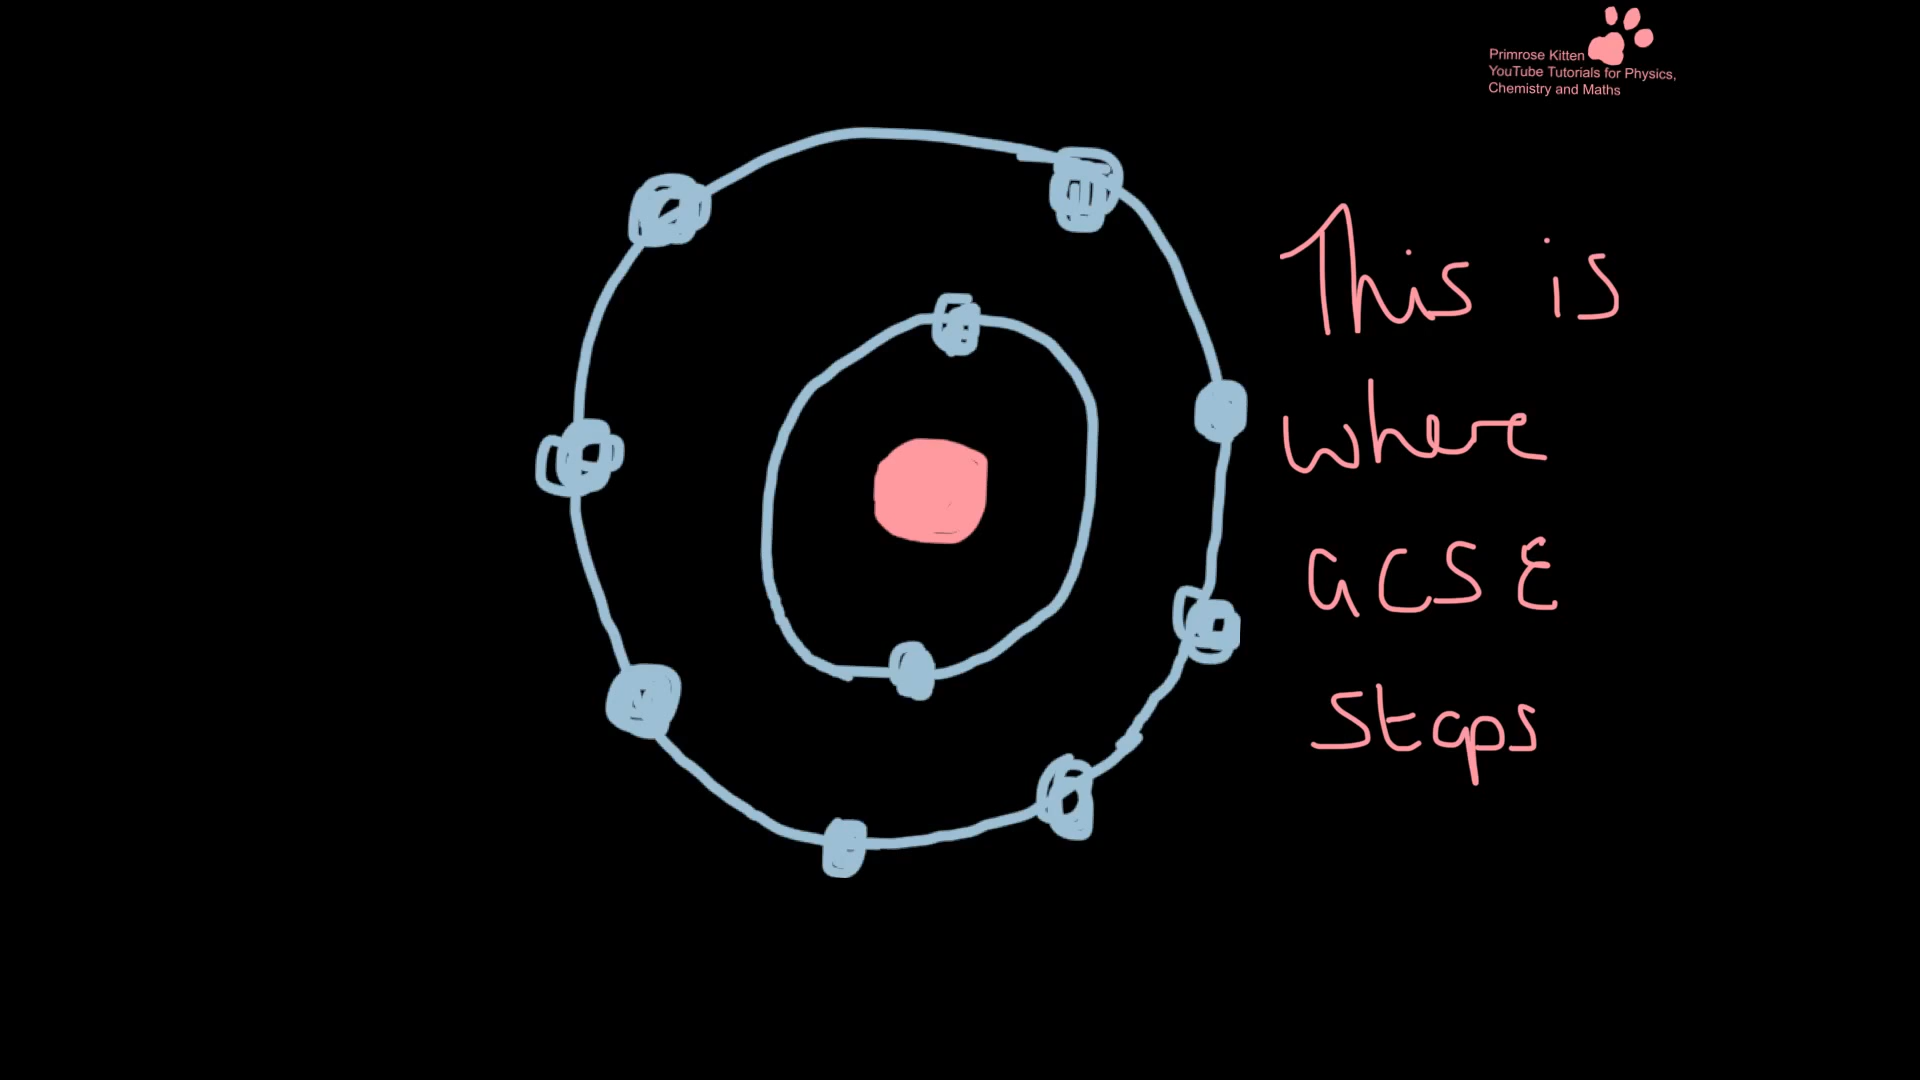 Primrose Kitten
YouTube Tutorials for Physics,
Chemistry and Maths
This is
where
GCSE
stops